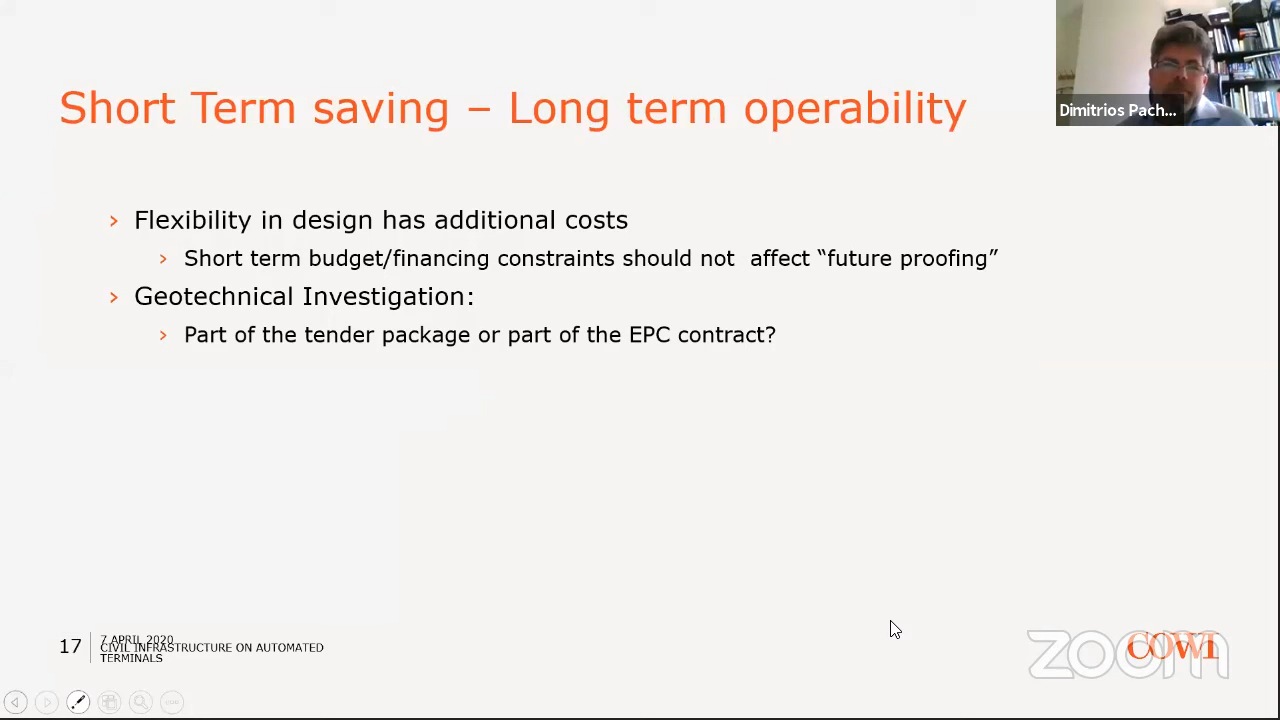 Short Term saving – Long term operability
Dimitrios Pach...
› Flexibility in design has additional costs
› Short term budget/financing constraints should not  affect “future proofing”
› Geotechnical Investigation:
› Part of the tender package or part of the EPC contract?
17
7 APRIL 2020
CIVIL INFRASTRUCTURE ON AUTOMATED
TERMINALS
COWI
zoom